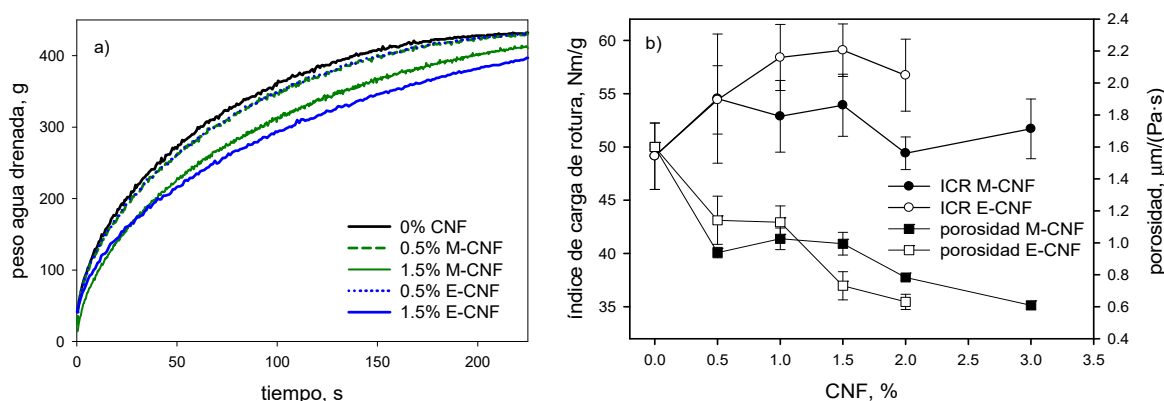 a)
peso agua drenada, g
400
300
200
100
0
0% CNF
0.5% M-CNF
1.5% M-CNF
0.5% E-CNF
1.5% E-CNF
0 50 100 150 200
tiempo, s
b)
índice de carga de rotura, Nm/g
60
55
50
45
40
35
ICR M-CNF
ICR E-CNF
porosidad M-CNF
porosidad E-CNF
2.4
2.2
2.0
1.8
1.6
1.4
1.2
1.0
0.8
0.6
0.4
porosidad, μm/(Pa·s)
0.0 0.5 1.0 1.5 2.0 2.5 3.0 3.5
CNF, %